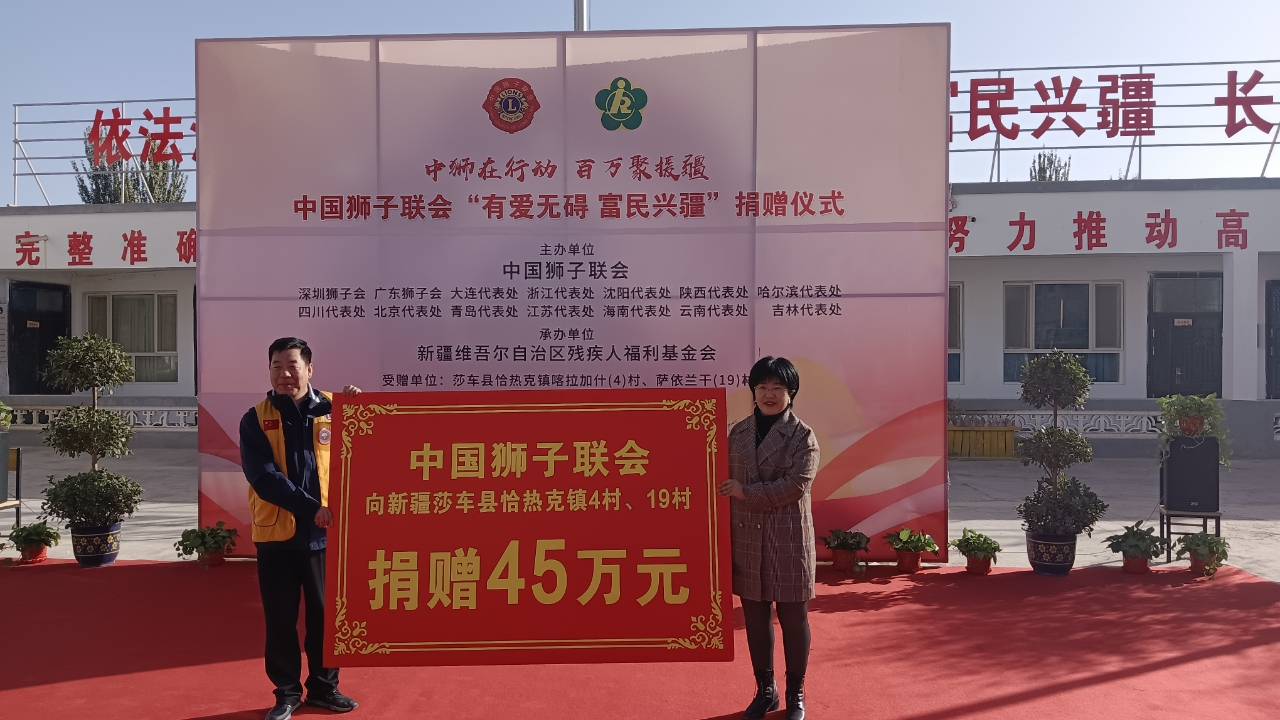 依法
富民兴疆 长
完整准确
努力推动高
LIONS
L
中狮在行动 百万聚援疆
中国狮子联会“有爱无碍 富民兴疆”捐赠仪式
主办单位
中国狮子联会
深圳狮子会 广东狮子会 大连代表处 浙江代表处 沈阳代表处 陕西代表处 哈尔滨代表处
四川代表处 北京代表处 青岛代表处 江苏代表处 海南代表处 云南代表处 吉林代表处
承办单位
新疆维吾尔自治区残疾人福利基金会
受赠单位：莎车县恰热克镇喀拉加什(4)村、萨依兰干(19)村
中国狮子联会
向新疆莎车县恰热克镇4村、19村
捐赠45万元